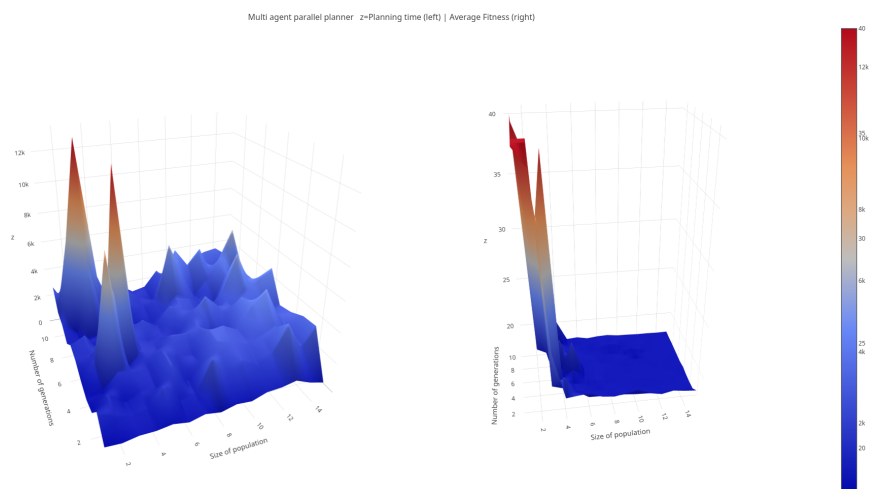 Multi agent parallel planner z=Planning time (left) | Average Fitness (right)
12k
10k
8k
6k
4k
2k
0
z
10
8
6
4
2
Number of generations
2
4
6
8
10
12
14
Size of population
40
35
30
25
20
z
10
8
6
4
2
Number of generations
2
4
6
8
10
12
14
Size of population
40
12k
35
10k
8k
30
6k
25
4k
2k
20